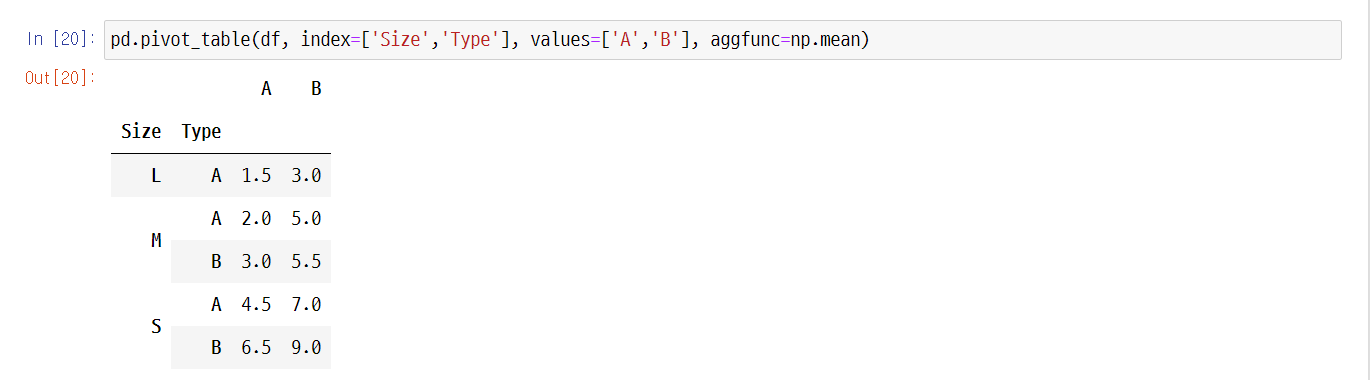 In [20]: pd.pivot_table(df, index=['Size','Type'], values=['A','B'], aggfunc=np.mean)
Out[20]:
A B
Size Type
L A 1.5 3.0
M A 2.0 5.0
B 3.0 5.5
S A 4.5 7.0
B 6.5 9.0